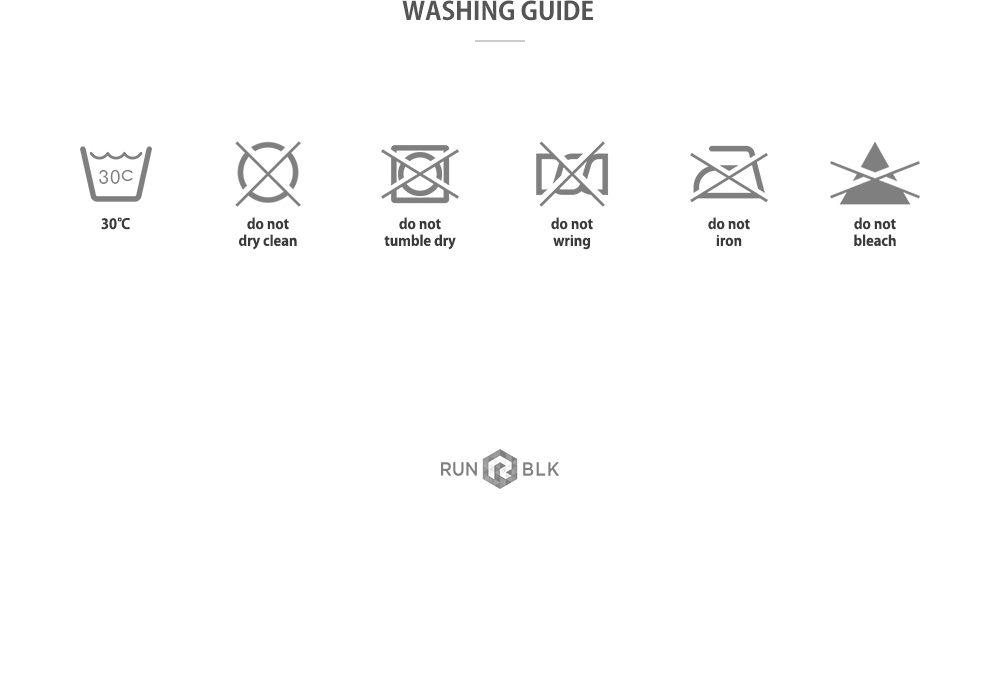 WASHING GUIDE
30C
30℃
do not
dry clean
do not
tumble dry
do not
wring
do not
iron
do not
bleach
RUN BLK